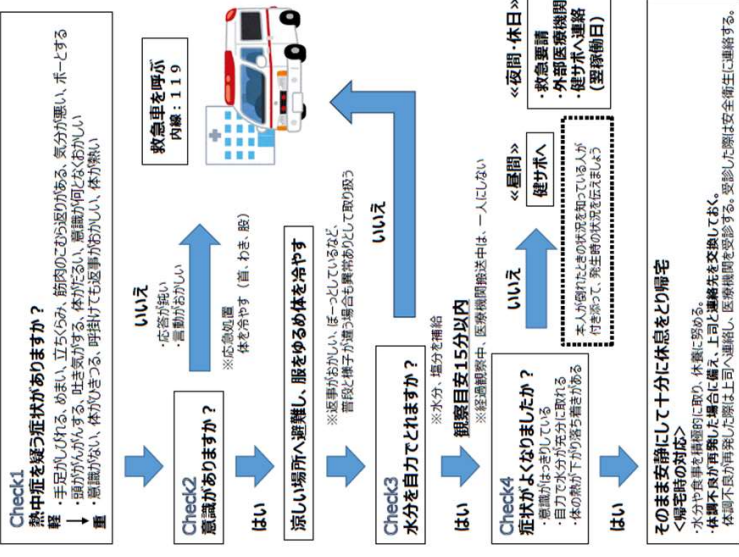 Check1
熱中症を疑う症状がありますか？
軽 ・手足がしびれる、めまい、立ちくらみ、筋肉のこむら返りがある、気分が悪い、ボーとする
↓ ・頭ががんがんする、吐き気がする、体がだるい、意識が何となくおかしい
重 ・意識がない、体がひきつる、呼掛けても返事がおかしい、体が熱い
Check2
意識がありますか？
いいえ
・応答が鈍い
・言動がおかしい
※応急処置
体を冷やす（首、わき、股）
救急車を呼ぶ
内線：１１９
はい
涼しい場所へ避難し、服をゆるめ体を冷やす
※返事がおかしい、ぼーっとしているなど、
普段と様子が違う場合も異常ありとして取り扱う
Check3
水分を自力でとれますか？
いいえ
はい
※水分、塩分を補給
観察目安15分以内
※経過観察中、医療機関搬送中は、一人にしない
Check4
症状がよくなりましたか？
・意識がはっきりしている
・自力で水分が充分に取れる
・体の熱が下がり落ち着きがある
いいえ
≪昼間≫
健サポへ
≪夜間・休日≫
・救急要請
・外部医療機関
・健サポへ連絡
（翌稼働日）
本人が倒れたときの状況を知っている人が
付き添って、発生時の状況を伝えましょう
はい
そのまま安静にして十分に休息をとり帰宅
＜帰宅時の対応＞
・水分や食事を積極的に取り、休養に努める。
・体調不良が再発した場合に備え、上司と連絡先を交換しておく。
体調不良が再発した際は上司へ連絡し、医療機関を受診する。受診した際は安全衛生に連絡する。